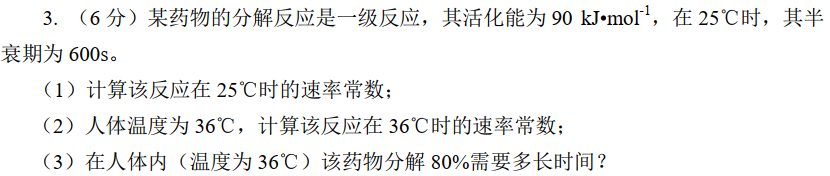 3. （6 分）某药物的分解反应是一级反应，其活化能为 90 kJ•mol-1，在 25℃时，其半
衰期为 600s。
（1）计算该反应在 25℃时的速率常数；
（2）人体温度为 36℃，计算该反应在 36℃时的速率常数；
（3）在人体内（温度为 36℃）该药物分解 80%需要多长时间？